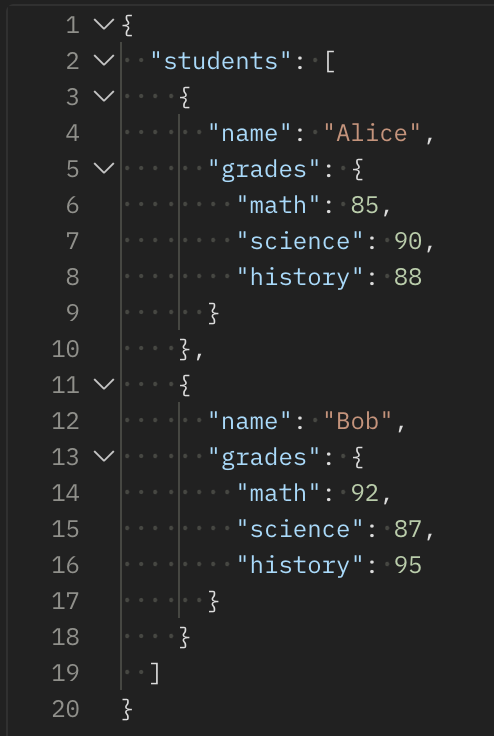 1 {
2   "students": [
3     {
4       "name": "Alice",
5       "grades": {
6         "math": 85,
7         "science": 90,
8         "history": 88
9       }
10     },
11     {
12       "name": "Bob",
13       "grades": {
14         "math": 92,
15         "science": 87,
16         "history": 95
17       }
18     }
19   ]
20 }